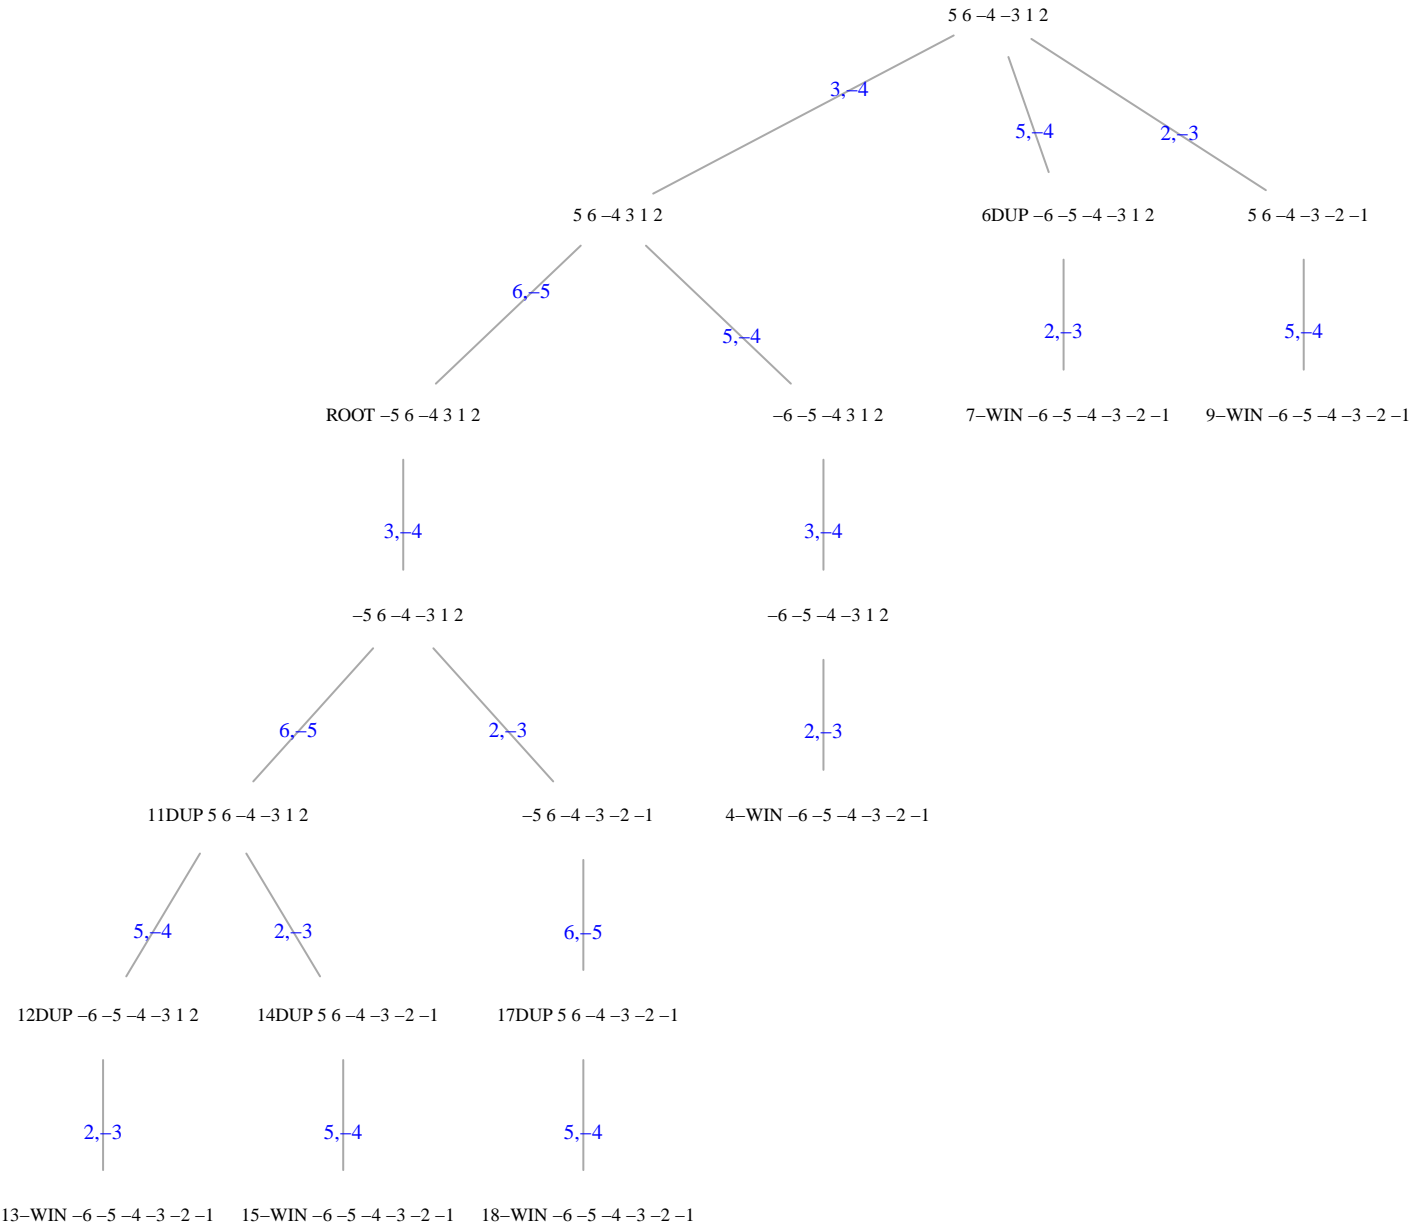 5 6 –4 –3 1 2
3,–4
5,–4
2,–3
5 6 –4 3 1 2
6DUP –6 –5 –4 –3 1 2
5 6 –4 –3 –2 –1
6,–5
5,–4
2,–3
5,–4
ROOT –5 6 –4 3 1 2
–6 –5 –4 3 1 2
7–WIN –6 –5 –4 –3 –2 –1
9–WIN –6 –5 –4 –3 –2 –1
3,–4
3,–4
–5 6 –4 –3 1 2
–6 –5 –4 –3 1 2
6,–5
2,–3
2,–3
11DUP 5 6 –4 –3 1 2
–5 6 –4 –3 –2 –1
4–WIN –6 –5 –4 –3 –2 –1
5,–4
2,–3
6,–5
12DUP –6 –5 –4 –3 1 2
14DUP 5 6 –4 –3 –2 –1
17DUP 5 6 –4 –3 –2 –1
2,–3
5,–4
5,–4
13–WIN –6 –5 –4 –3 –2 –1
15–WIN –6 –5 –4 –3 –2 –1
18–WIN –6 –5 –4 –3 –2 –1